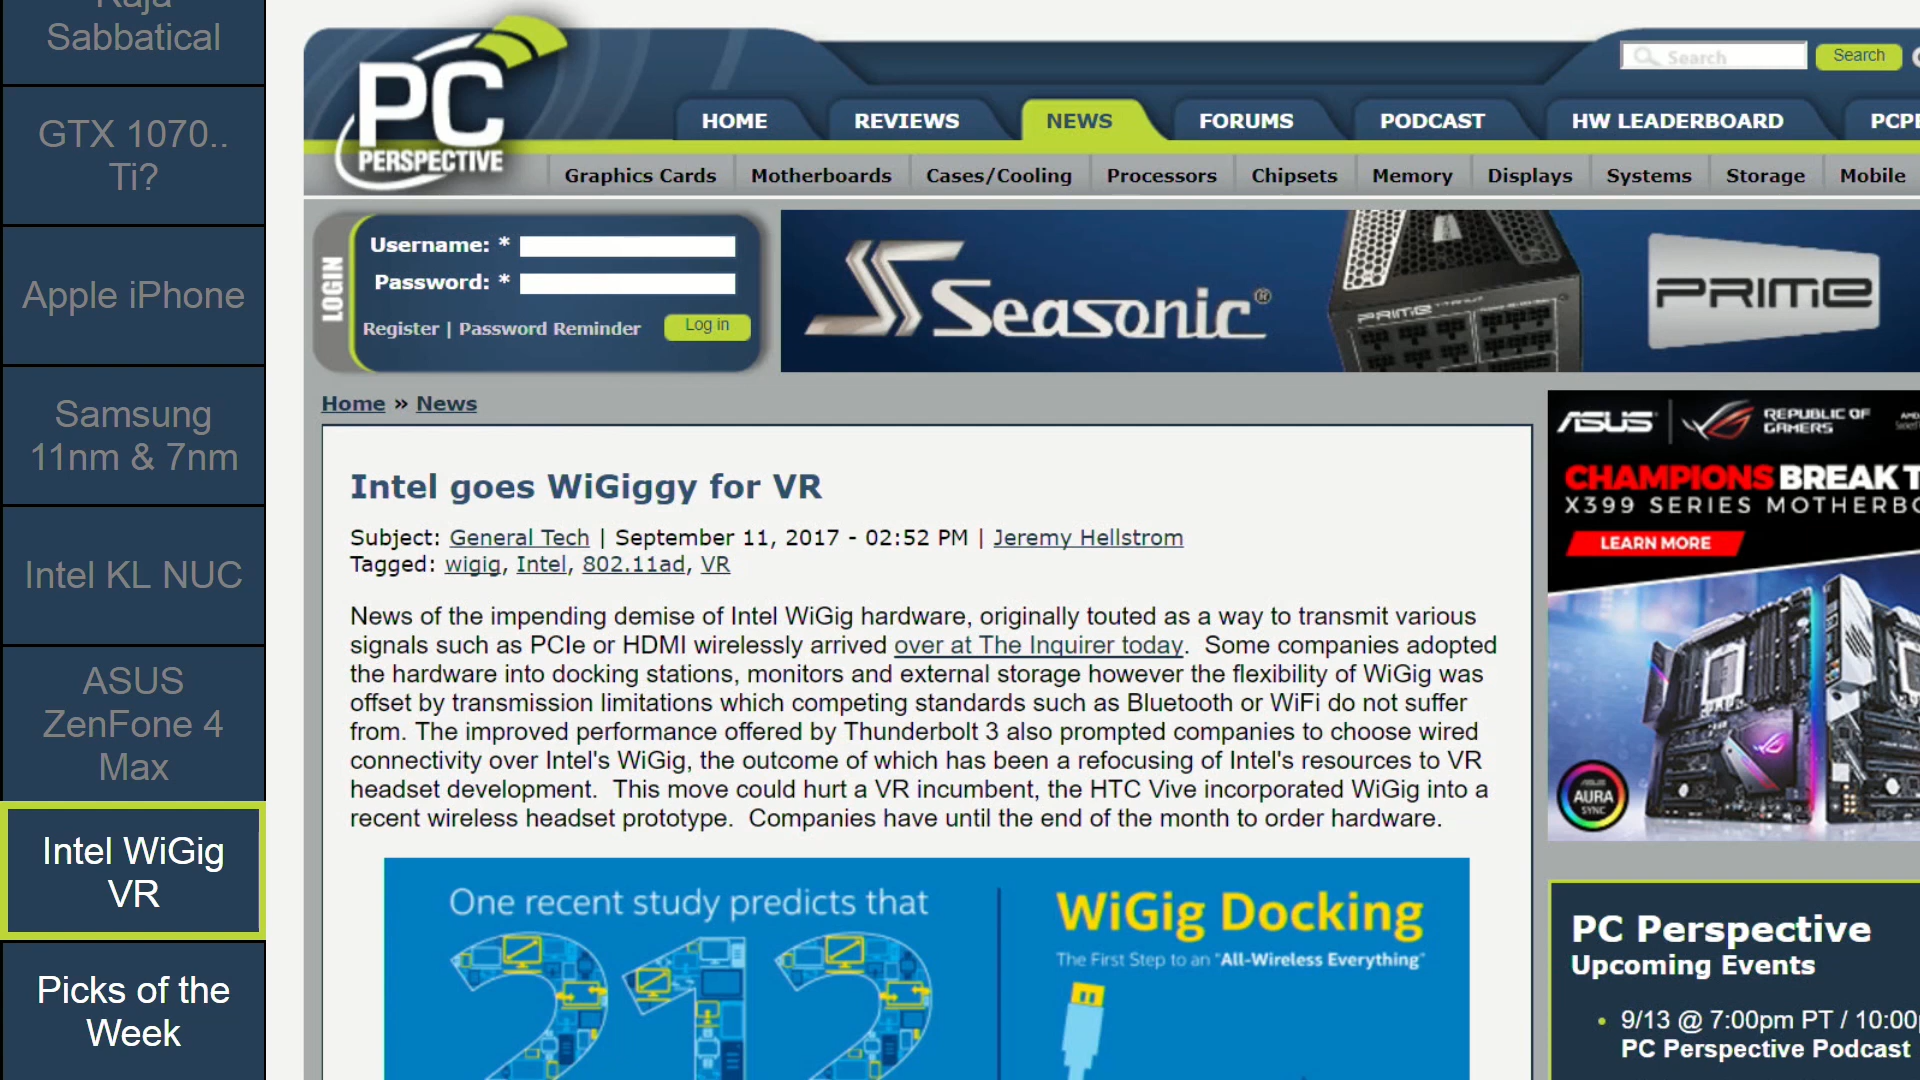 Raja
Sabbatical
GTX 1070..
Ti?
Apple iPhone
Samsung
11nm & 7nm
Intel KL NUC
ASUS
ZenFone 4
Max
Intel WiGig
VR
Picks of the
Week
PC
PERSPECTIVE
Search
Search
HOME
REVIEWS
NEWS
FORUMS
PODCAST
HW LEADERBOARD
Graphics Cards
Motherboards
Cases/Cooling
Processors
Chipsets
Memory
Displays
Systems
Storage
Mobile
LOGIN
Username: *
Password: *
Register | Password Reminder
Log in
Seasonic®
PRIME TITANIUM
PRIME
Home » News
Intel goes WiGiggy for VR
Subject: General Tech | September 11, 2017 - 02:52 PM | Jeremy Hellstrom
Tagged: wigig, Intel, 802.11ad, VR
News of the impending demise of Intel WiGig hardware, originally touted as a way to transmit various
signals such as PCIe or HDMI wirelessly arrived over at The Inquirer today.  Some companies adopted
the hardware into docking stations, monitors and external storage however the flexibility of WiGig was
offset by transmission limitations which competing standards such as Bluetooth or WiFi do not suffer
from. The improved performance offered by Thunderbolt 3 also prompted companies to choose wired
connectivity over Intel's WiGig, the outcome of which has been a refocusing of Intel's resources to VR
headset development.  This move could hurt a VR incumbent, the HTC Vive incorporated WiGig into a
recent wireless headset prototype.  Companies have until the end of the month to order hardware.
One recent study predicts that
212
WiGig Docking
The First Step to an "All-Wireless Everything"
ASUS
REPUBLIC OF
GAMERS
CHAMPIONS BREAK T
X399 SERIES MOTHERBO
LEARN MORE
AURA
SYNC
PC Perspective
Upcoming Events
9/13 @ 7:00pm PT / 10:00p
PC Perspective Podcast